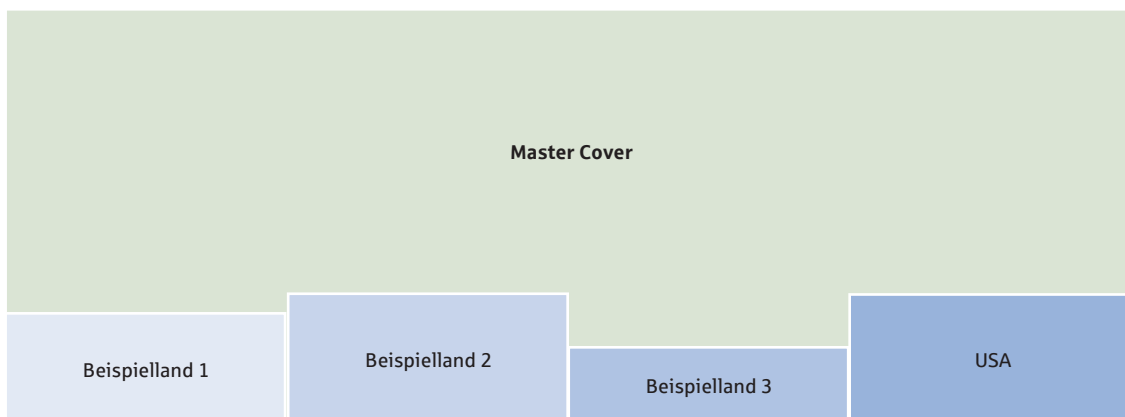 Master Cover
Beispielland 1
Beispielland 2
Beispielland 3
USA